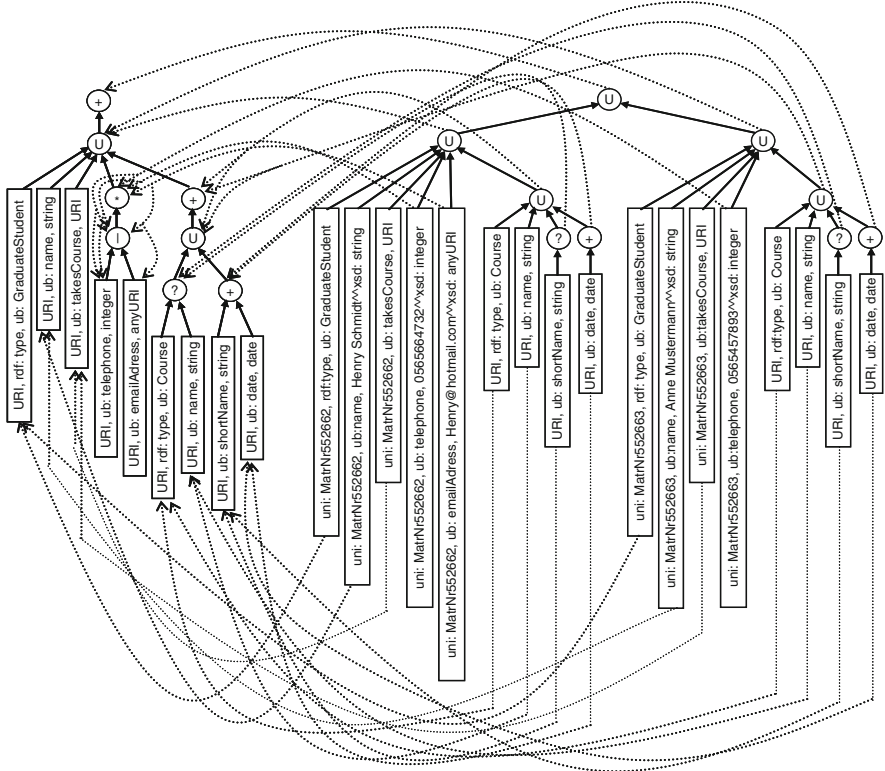 +
U
*
+
|
U
?
+
URI, rdf: type, ub: GraduateStudent
URI, ub: name, string
URI, ub: takesCourse, URI
URI, ub: telephone, integer
URI, ub: emailAdress, anyURI
URI, rdf: type, ub: Course
URI, ub: name, string
URI, ub: shortName, string
URI, ub: date, date
U
U
U
?
+
uni: MatrNr552662, rdf:type, ub: GraduateStudent
uni: MatrNr552662, ub:name, Henry Schmidt^^xsd: string
uni: MatrNr552662, ub: takesCourse, URI
uni: MatrNr552662, ub: telephone, 0565664732^^xsd: integer
uni: MatrNr552662, ub: emailAdress, Henry@hotmail.com^^xsd: anyURI
URI, rdf: type, ub: Course
URI, ub: name, string
URI, ub: shortName, string
URI, ub: date, date
U
U
?
+
uni: MatrNr552663, rdf: type, ub: GraduateStudent
uni: MatrNr552663, ub:name, Anne Mustermann^^xsd: string
uni: MatrNr552663, ub:takesCourse, URI
uni: MatrNr552663, ub:telephone, 0565457893^^xsd: integer
URI, rdf:type, ub: Course
URI, ub: name, string
URI, ub: shortName, string
URI, ub: date, date